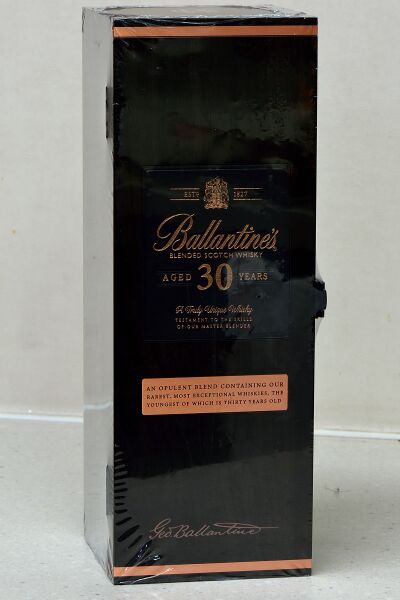 ESTD 1827
Ballantine's
BLENDED SCOTCH WHISKY
AGED 30 YEARS
A Truly Unique Whisky
TESTAMENT TO THE SKILLS
OF OUR MASTER BLENDER
AN OPULENT BLEND CONTAINING OUR
RAREST, MOST EXCEPTIONAL WHISKIES, THE
YOUNGEST OF WHICH IS THIRTY YEARS OLD
Geo. Ballantine